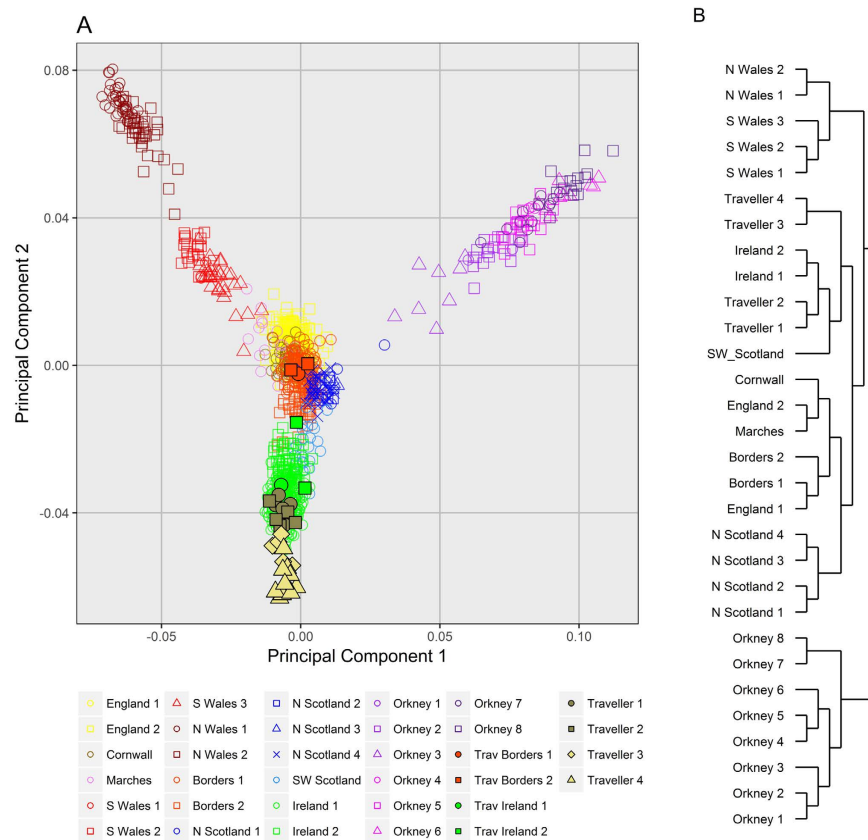 A
B
0.08
0.04
0.00
-0.04
Principal Component 2
-0.05
0.00
0.05
0.10
Principal Component 1
England 1
S Wales 3
N Scotland 2
Orkney 1
Orkney 7
Traveller 1
England 2
N Wales 1
N Scotland 3
Orkney 2
Orkney 8
Traveller 2
Cornwall
N Wales 2
N Scotland 4
Orkney 3
Trav Borders 1
Traveller 3
Marches
Borders 1
SW Scotland
Orkney 4
Trav Borders 2
Traveller 4
S Wales 1
Borders 2
Ireland 1
Orkney 5
Trav Ireland 1
S Wales 2
N Scotland 1
Ireland 2
Orkney 6
Trav Ireland 2
N Wales 2
N Wales 1
S Wales 3
S Wales 2
S Wales 1
Traveller 4
Traveller 3
Ireland 2
Ireland 1
Traveller 2
Traveller 1
SW_Scotland
Cornwall
England 2
Marches
Borders 2
Borders 1
England 1
N Scotland 4
N Scotland 3
N Scotland 2
N Scotland 1
Orkney 8
Orkney 7
Orkney 6
Orkney 5
Orkney 4
Orkney 3
Orkney 2
Orkney 1